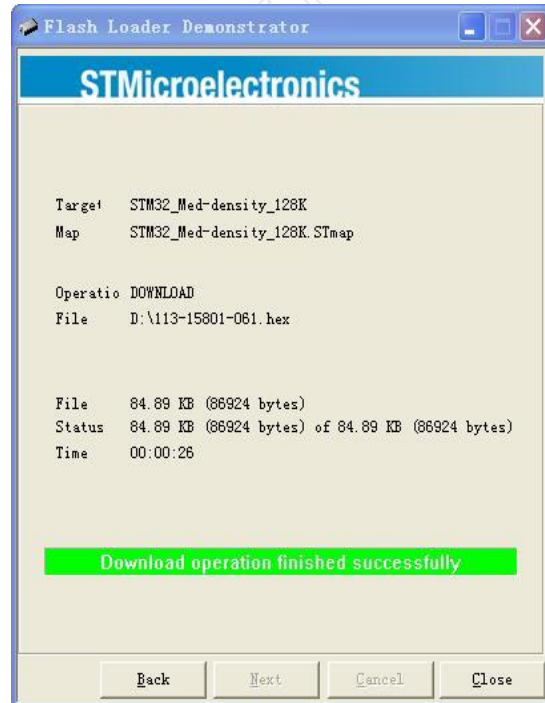 Flash Loader Demonstrator
STMicroelectronics
Target STM32_Med-density_128K
Map STM32_Med-density_128K.STmap
Operatio DOWNLOAD
File D:\113-15801-061.hex
File 84.89 KB (86924 bytes)
Status 84.89 KB (86924 bytes) of 84.89 KB (86924 bytes)
Time 00:00:26
Download operation finished successfully
Back Next Cancel Close